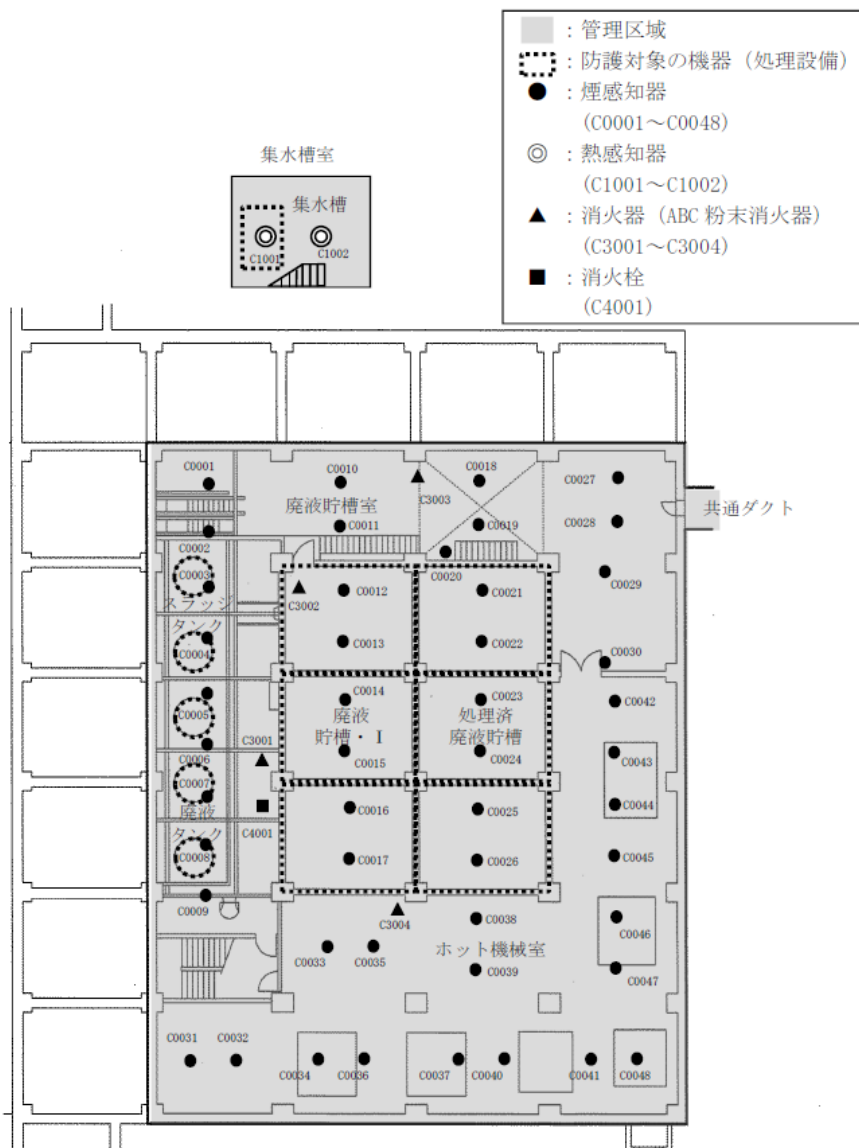 ：管理区域
：防護対象の機器（処理設備）
：煙感知器
(C0001～C0048)
：熱感知器
(C1001～C1002)
：消火器（ABC 粉末消火器）
(C3001～C3004)
：消火栓
(C4001)
集水槽室
集水槽
C1001
C1002
C0001
C0010
C0018
C0027
C3003
廃液貯槽室
共通ダクト
C0011
C0019
C0028
C0002
C0020
C0003
C0029
C3002
C0012
C0021
スラッジ
タンク
C0013
C0022
C0004
C0030
C0014
C0023
C0042
廃液
貯槽・Ⅰ
処理済
廃液貯槽
C0005
C3001
C0015
C0024
C0006
C0043
C0007
C0016
C0025
C0044
廃液
タンク
C4001
C0008
C0017
C0026
C0045
C0009
C3004
C0038
C0046
ホット機械室
C0033
C0035
C0039
C0047
C0031
C0032
C0034
C0036
C0037
C0040
C0041
C0048